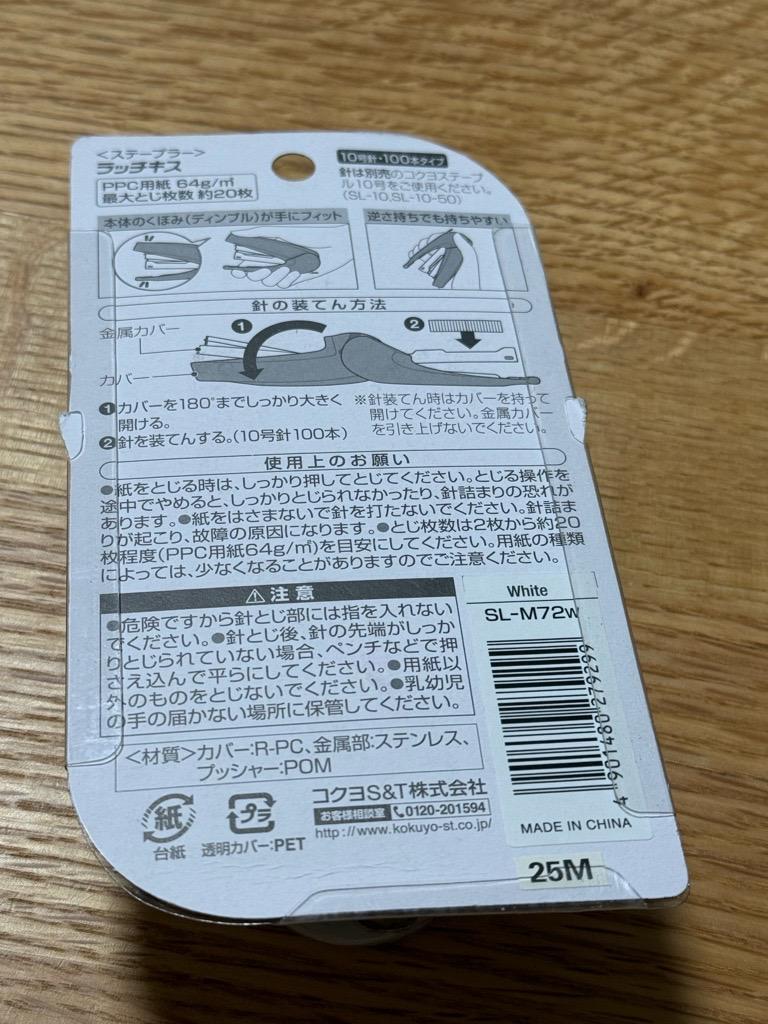 ＜ステープラー＞
ラッチキス
PPC用紙 64g/㎡
最大とじ枚数 約20枚
10号針・100本タイプ
針は別売のコクヨステープ
ル10号をご使用ください。
(SL-10,SL-10-50)
本体のくぼみ(ディンプル)が手にフィット
逆さ持ちでも持ちやすい
針の装てん方法
金属カバー
カバー
❶
❷
❶カバーを180°までしっかり大きく
開ける。
❷針を装てんする。(10号針100本)
※針装てん時はカバーを持って
開けてください。金属カバー
を引き上げないでください。
使用上のお願い
●紙をとじる時は、しっかり押してとじてください。とじる操作を
途中でやめると、しっかりとじられなかったり、針詰まりの恐れが
あります。●紙をはさまないで針を打たないでください。針詰ま
りが起こり、故障の原因になります。●とじ枚数は2枚から約20
枚程度(PPC用紙64g/㎡)を目安にしてください。用紙の種類
によっては、少なくなることがありますのでご注意ください。
⚠注意
●危険ですから針とじ部には指を入れない
でください。●針とじ後、針の先端がしっか
りとじられていない場合、ペンチなどで押
さえ込んで平らにしてください。●用紙以
外のものをとじないでください。●乳幼児
の手の届かない場所に保管してください。
＜材質＞カバー:R-PC、金属部:ステンレス、
プッシャー:POM
White
SL-M72w
4 901480 279299
MADE IN CHINA
25M
紙
台紙
プラ
透明カバー:PET
コクヨS&T株式会社
お客様相談室 0120-201594
http://www.kokuyo-st.co.jp/